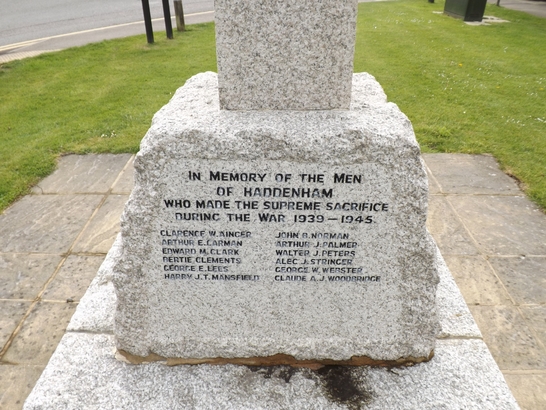 IN MEMORY OF THE MEN
OF HADDENHAM
WHO MADE THE SUPREME SACRIFICE
DURING THE WAR 1939 - 1945.
CLARENCE W. AINGER JOHN B. NORMAN
ARTHUR E. CARMAN ARTHUR J. PALMER
EDWARD M. CLARK WALTER J. PETERS
BERTIE CLEMENTS ALEC J. STRINGER
GEORGE E. LEES GEORGE W. WEBSTER
HARRY J.T. MANSFIELD CLAUDE A.J. WOODBRIDGE